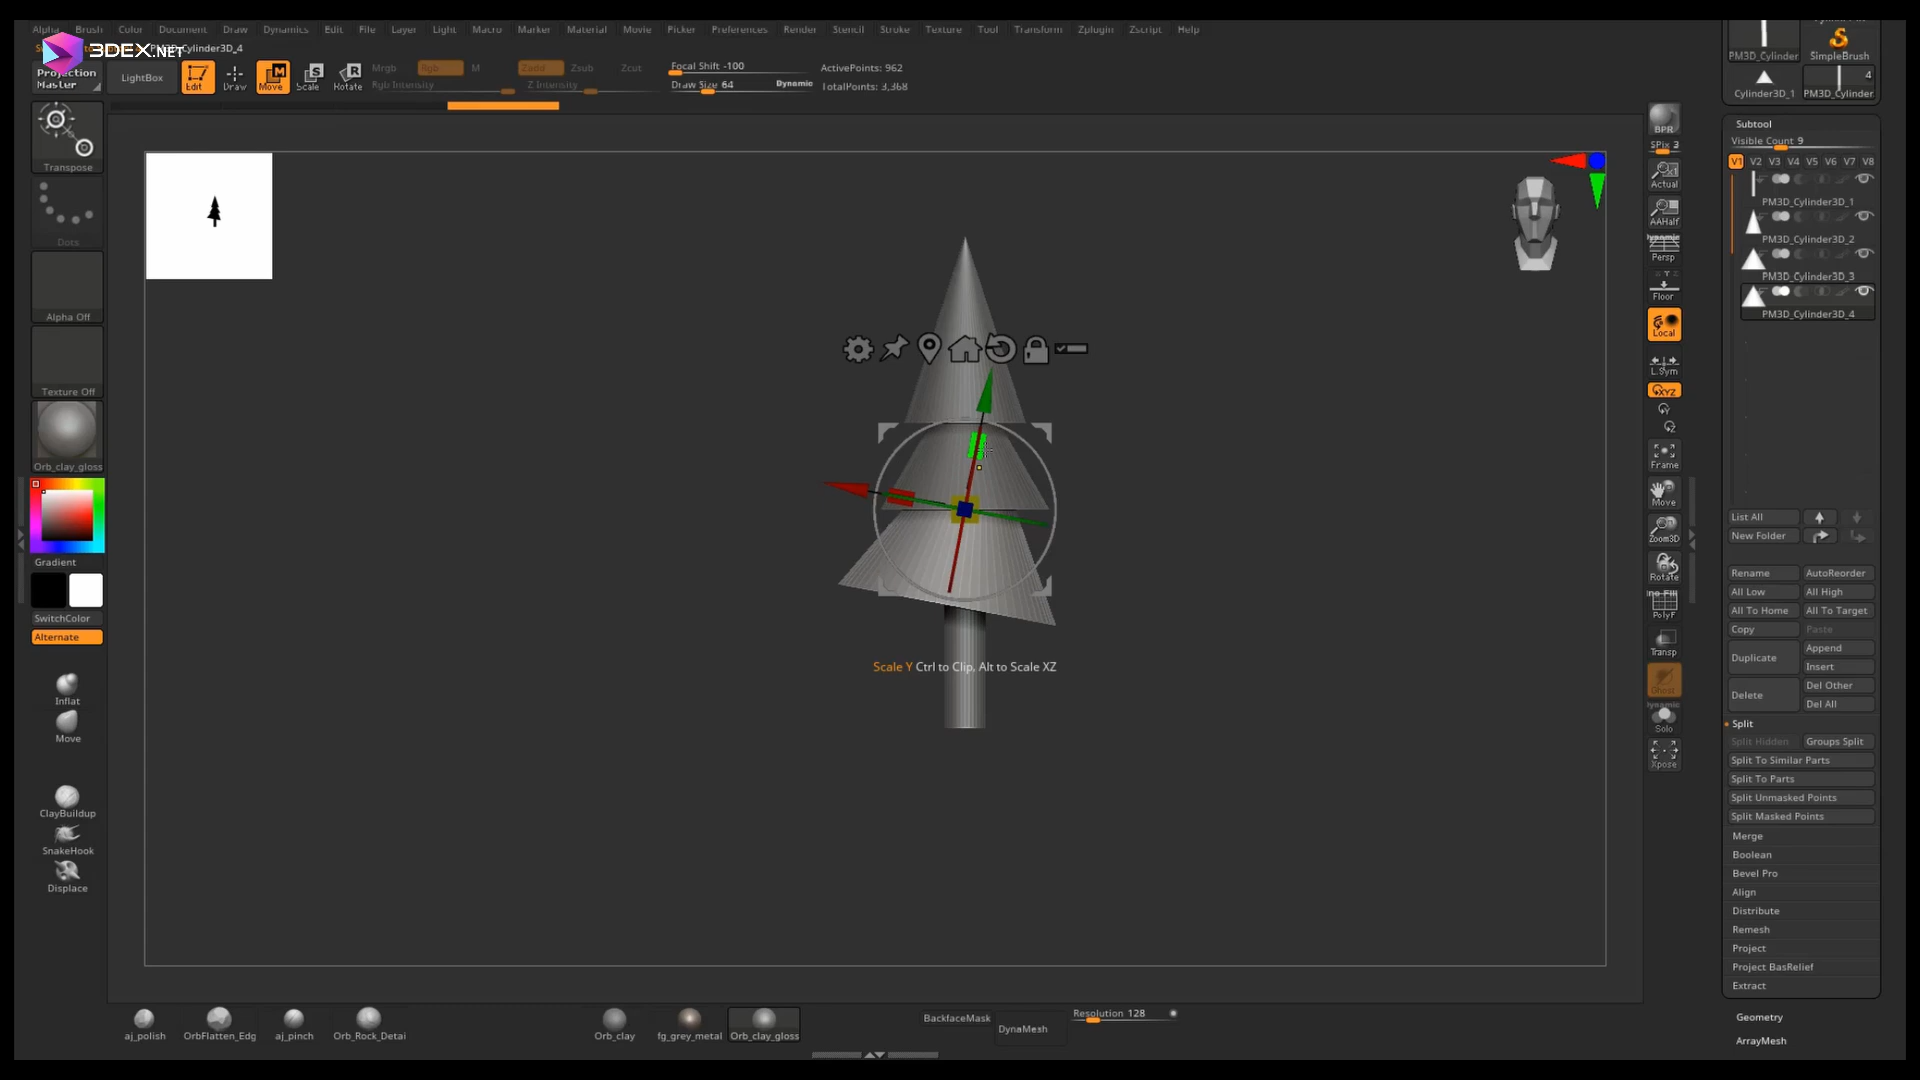 Alpha Brush Color Document Draw Dynamics Edit File Layer Light Macro Marker Material Movie Picker Preferences Render Stencil Stroke Texture Tool Transform Zplugin Zscript Help
3DEX.NET
PM3D_Cylinder3D_4
Projection Master
LightBox
Edit
Draw
Move
Scale
Rotate
Mrgb Rgb M
Rgb Intensity
Zadd Zsub Zcut
Z Intensity
Focal Shift -100
Draw Size 64
Dynamic
ActivePoints: 962
TotalPoints: 3,368
PM3D_Cylinder
SimpleBrush
Cylinder3D_1
4
PM3D_Cylinder
Transpose
Dots
Alpha Off
Texture Off
Orb_clay_gloss
Gradient
SwitchColor
Alternate
Inflat
Move
ClayBuildup
SnakeHook
Displace
Scale Y Ctrl to Clip, Alt to Scale XZ
BPR
SPix 3
Actual
AAHalf
Dynamic
Persp
Floor
Local
L.Sym
XYZ
Frame
Move
Zoom3D
Rotate
PolyF
Transp
Ghost
Dynamic
Solo
Xpose
Subtool
Visible Count 9
V1 V2 V3 V4 V5 V6 V7 V8
PM3D_Cylinder3D_1
PM3D_Cylinder3D_2
PM3D_Cylinder3D_3
PM3D_Cylinder3D_4
List All
New Folder
Rename AutoReorder
All Low All High
All To Home All To Target
Copy Paste
Duplicate Append
Insert
Delete Del Other
Del All
Split
Split Hidden Groups Split
Split To Similar Parts
Split To Parts
Split Unmasked Points
Split Masked Points
Merge
Boolean
Bevel Pro
Align
Distribute
Remesh
Project
Project BasRelief
Extract
Geometry
ArrayMesh
aj_polish
OrbFlatten_Edg
aj_pinch
Orb_Rock_Detai
Orb_clay
fg_grey_metal
Orb_clay_gloss
BackfaceMask
DynaMesh
Resolution 128